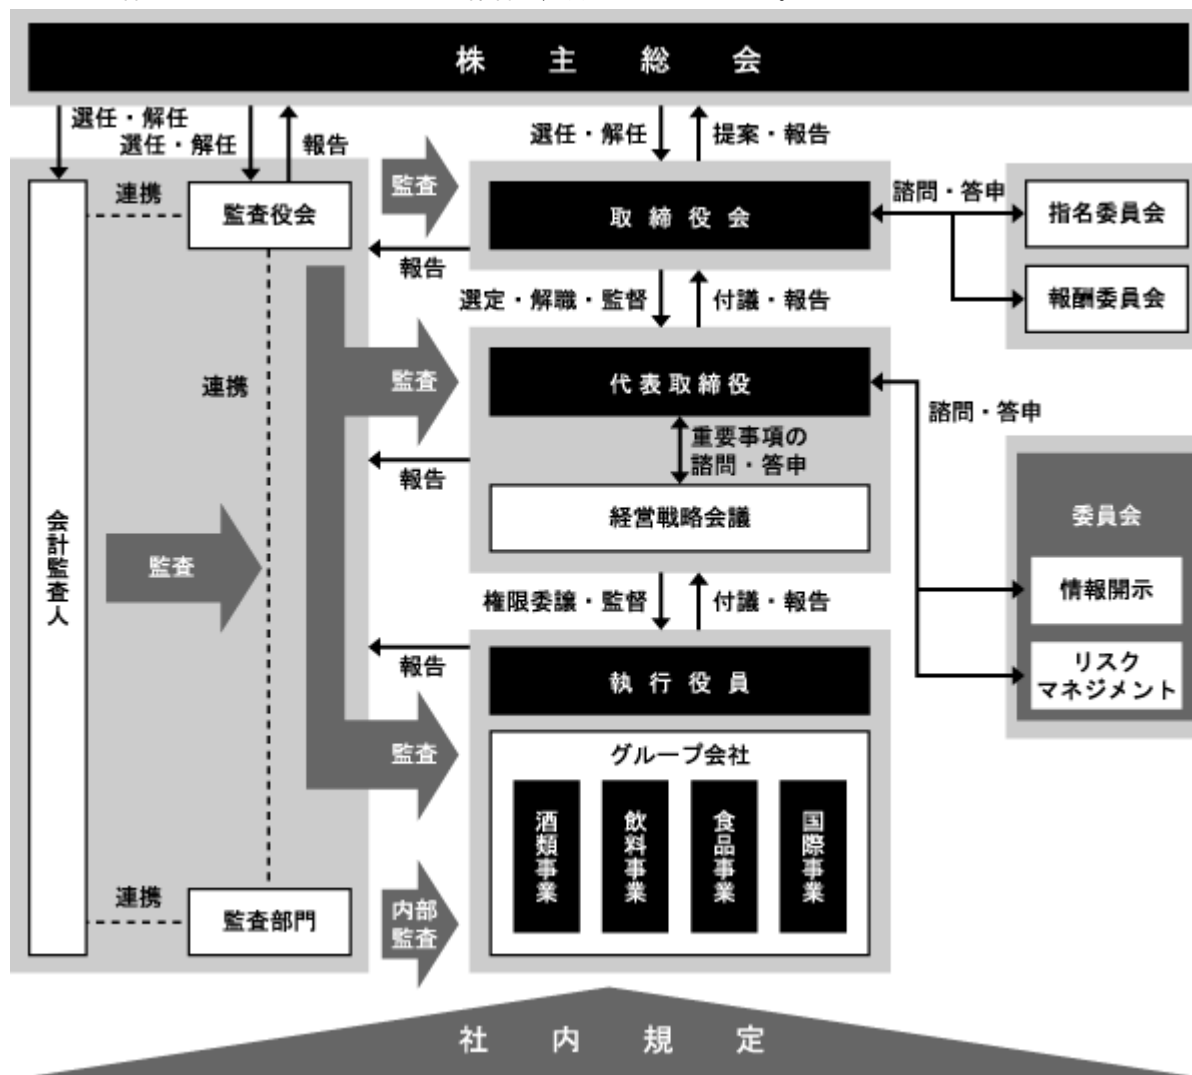 株主総会
選任・解任
選任・解任
報告
選任・解任
提案・報告
連携
監査役会
監査
取締役会
諮問・答申
指名委員会
報告
報酬委員会
選定・解職・監督
付議・報告
連携
監査
代表取締役
諮問・答申
重要事項の
諮問・答申
報告
経営戦略会議
委員会
会計監査人
監査
情報開示
権限委譲・監督
付議・報告
報告
執行役員
リスク
マネジメント
監査
グループ会社
酒類事業
飲料事業
食品事業
国際事業
連携
監査部門
内部
監査
社内規定